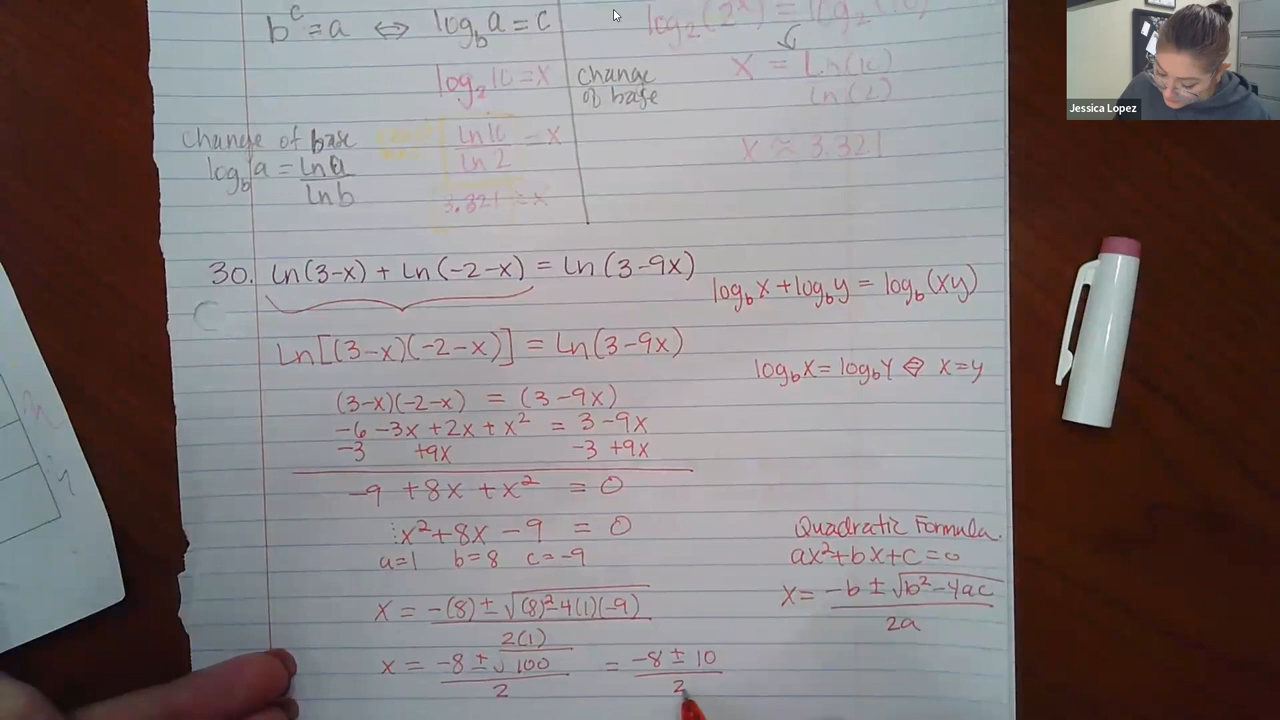 b^c = a ⇔ log_b a = c
log_2 (2^x) = log_2 (10)
log_2 10 = x
change
of base
x = ln(10)
ln(2)
change of base
log_b a = ln a
ln b
ln 10 = x
ln 2
x ≈ 3.321
3.321 ≈ x
30. ln(3-x) + ln(-2-x) = ln(3-9x)
log_b x + log_b y = log_b (xy)
ln[(3-x)(-2-x)] = ln(3-9x)
log_b x = log_b y ⇔ x = y
(3-x)(-2-x) = (3-9x)
-6 -3x +2x + x² = 3 -9x
-3 +9x -3 +9x
-9 +8x + x² = 0
x² + 8x - 9 = 0
a=1 b=8 c=-9
Quadratic Formula.
ax² + bx + c = 0
x = -(8) ± √(8)² - 4(1)(-9)
2(1)
x = -b ± √b² - 4ac
2a
x = -8 ± √100 = -8 ± 10
2 2
Jessica Lopez